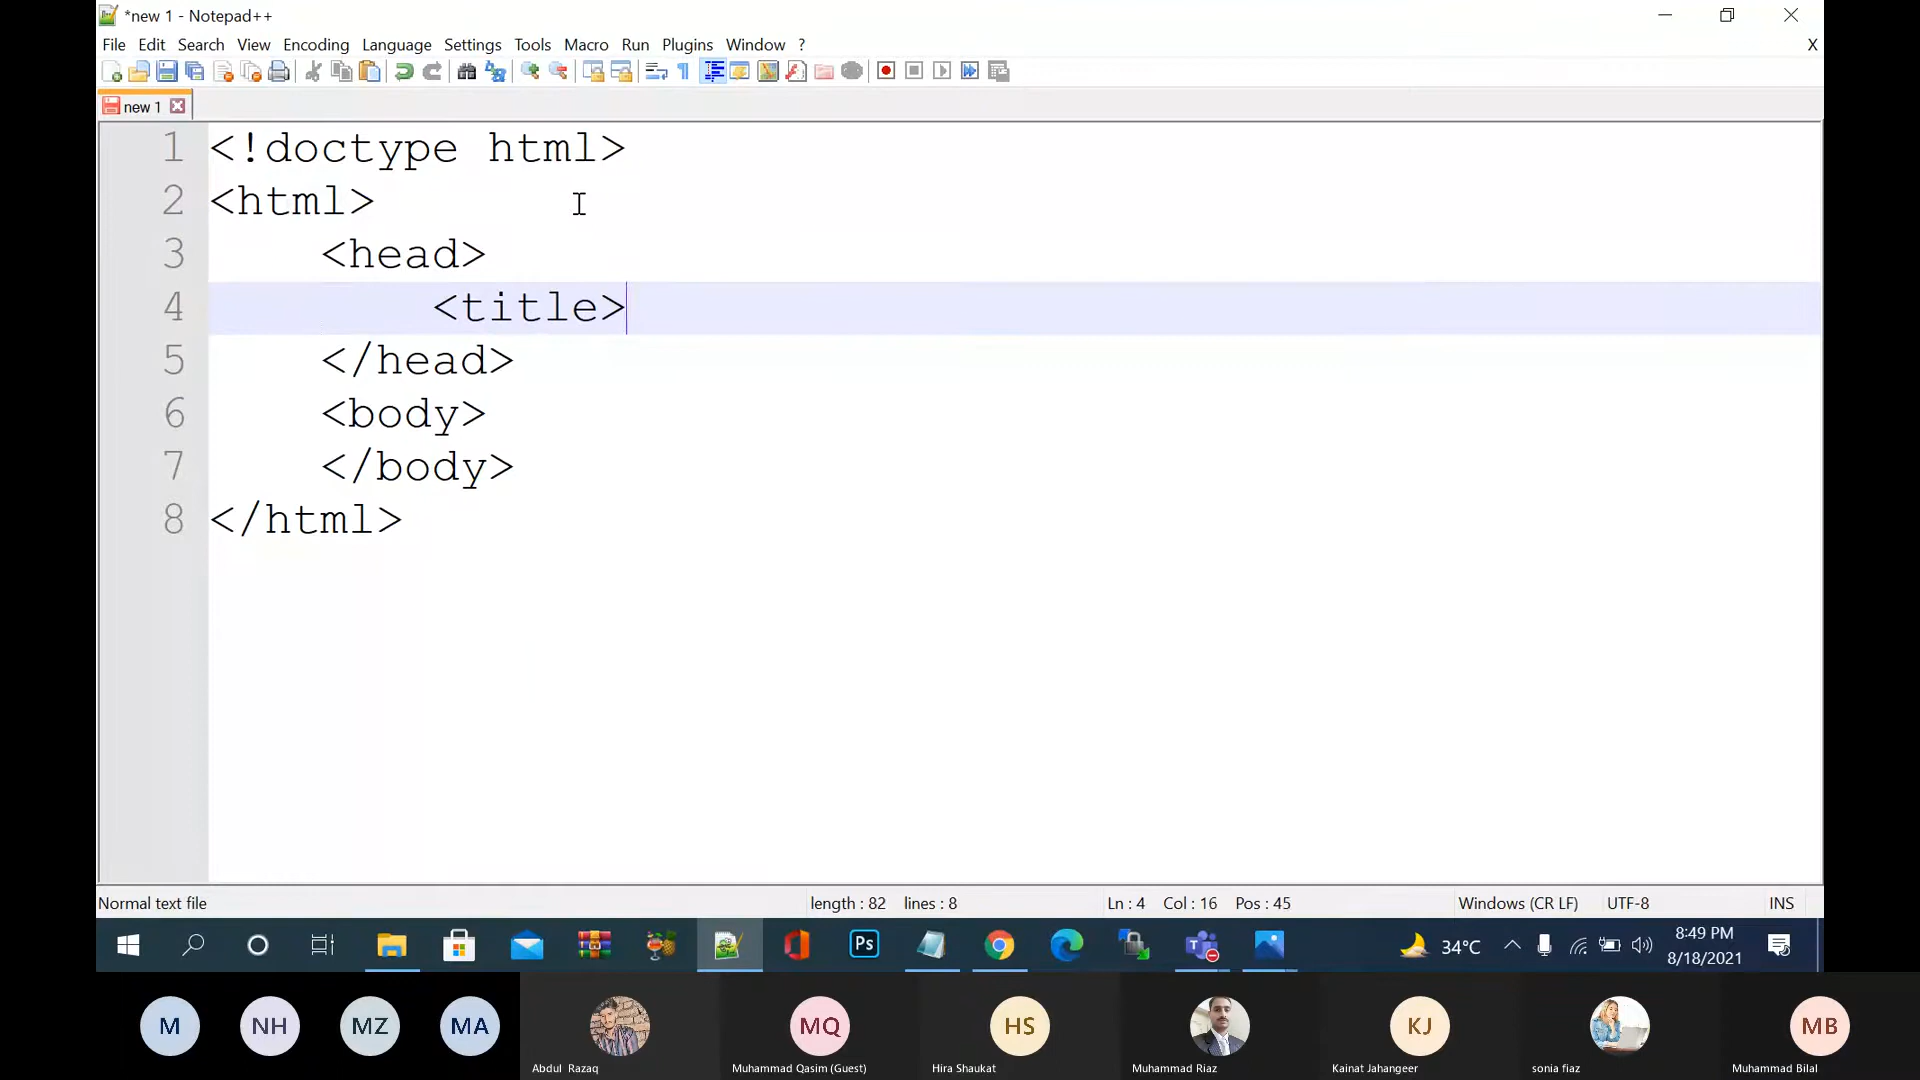 *new 1 - Notepad++
File Edit Search View Encoding Language Settings Tools Macro Run Plugins Window ? X
new 1
1 <!doctype html>
2 <html>
3 <head>
4 <title>
5 </head>
6 <body>
7 </body>
8 </html>
Normal text file length : 82 lines : 8 Ln : 4 Col : 16 Pos : 45 Windows (CR LF) UTF-8 INS
Ps 34°C 8:49 PM
8/18/2021
M NH MZ MA MQ HS KJ MB
Abdul Razaq Muhammad Qasim (Guest) Hira Shaukat Muhammad Riaz Kainat Jahangeer sonia fiaz Muhammad Bilal